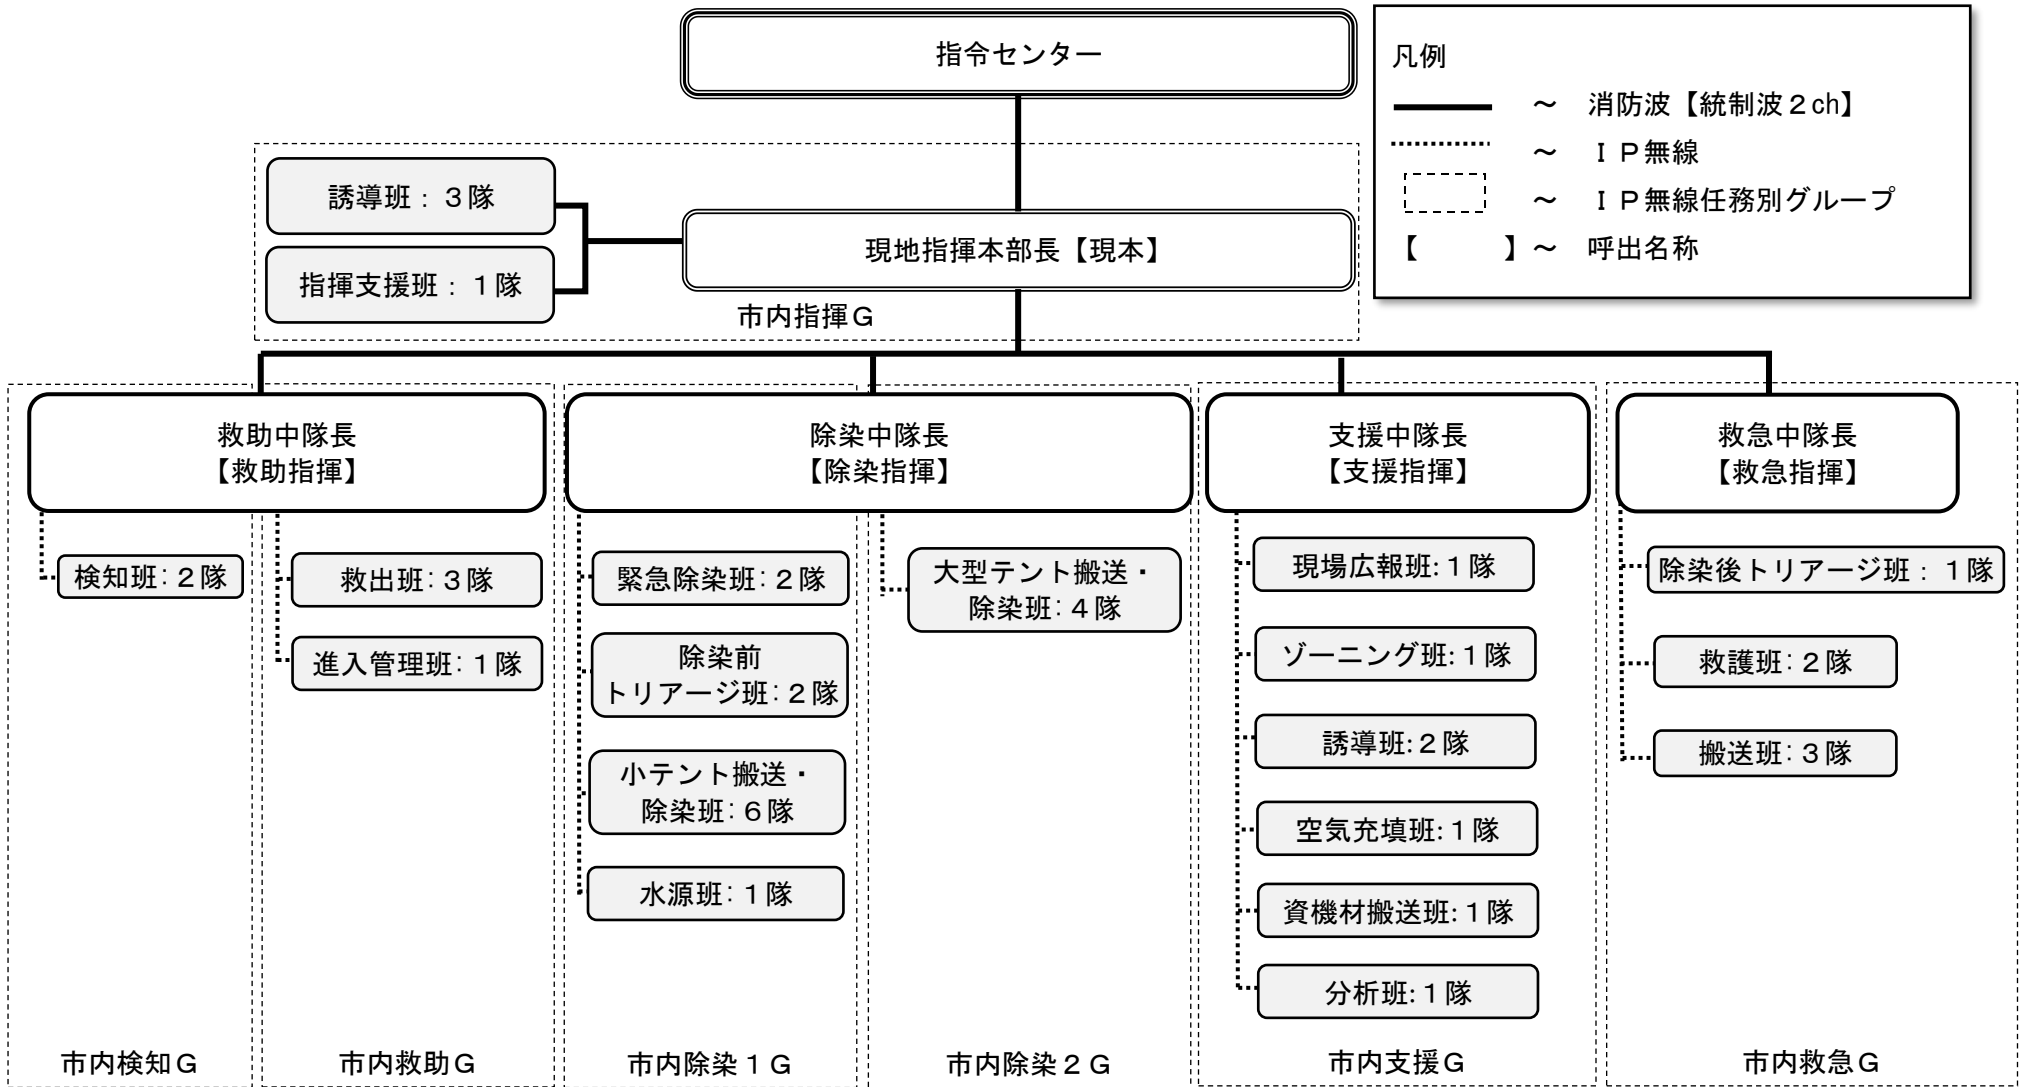 指令センター
凡例
～ 消防波【統制波２ch】
～ ＩＰ無線
～ ＩＰ無線任務別グループ
【 】～ 呼出名称
誘導班：３隊
指揮支援班：１隊
現地指揮本部長【現本】
市内指揮Ｇ
救助中隊長
【救助指揮】
検知班：２隊
救出班：３隊
進入管理班：１隊
市内検知Ｇ
市内救助Ｇ
除染中隊長
【除染指揮】
緊急除染班：２隊
除染前
トリアージ班：２隊
小テント搬送・
除染班：６隊
水源班：１隊
大型テント搬送・
除染班：４隊
市内除染１Ｇ
市内除染２Ｇ
支援中隊長
【支援指揮】
現場広報班：１隊
ゾーニング班：１隊
誘導班：２隊
空気充填班：１隊
資機材搬送班：１隊
分析班：１隊
市内支援Ｇ
救急中隊長
【救急指揮】
除染後トリアージ班：１隊
救護班：２隊
搬送班：３隊
市内救急Ｇ